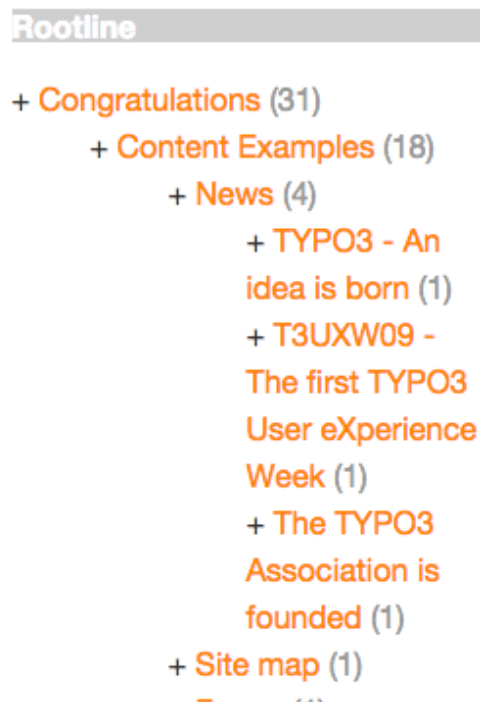 Rootline
+ Congratulations (31)
+ Content Examples (18)
+ News (4)
+ TYPO3 - An
idea is born (1)
+ T3UXW09 -
The first TYPO3
User eXperience
Week (1)
+ The TYPO3
Association is
founded (1)
+ Site map (1)